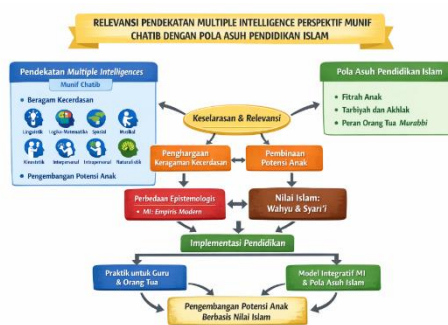 RELEVANSI PENDEKATAN MULTIPLE INTELLIGENCE PERSPEKTIF MUNIF
CHATIB DENGAN POLA ASUH PENDIDIKAN ISLAM
Pendekatan Multiple Intelligences
Munif Chatib
• Beragam Kecerdasan
Linguistik
Logico-Matematika
Spasial
Musikal
Kinestetik
Interpersonal
Intrapersonal
Naturalistik
• Pengembangan Potensi Anak
Pola Asuh Pendidikan Islam
• Fitrah Anak
• Tarbiyah dan Akhlak
• Peran Orang Tua Murabbi
Keselarasan & Relevansi
Penghargaan
Keragaman Kecerdasan
Pembinaan
Potensi Anak
Perbedaan Epistemologis
• MI: Empiris Modern
Nilai Islam:
Wahyu & Syari'i
Implementasi Pendidikan
Praktik untuk Guru
& Orang Tua
Model Integratif MI
& Pola Asuh Islam
Pengembangan Potensi Anak
Berbasis Nilai Islam